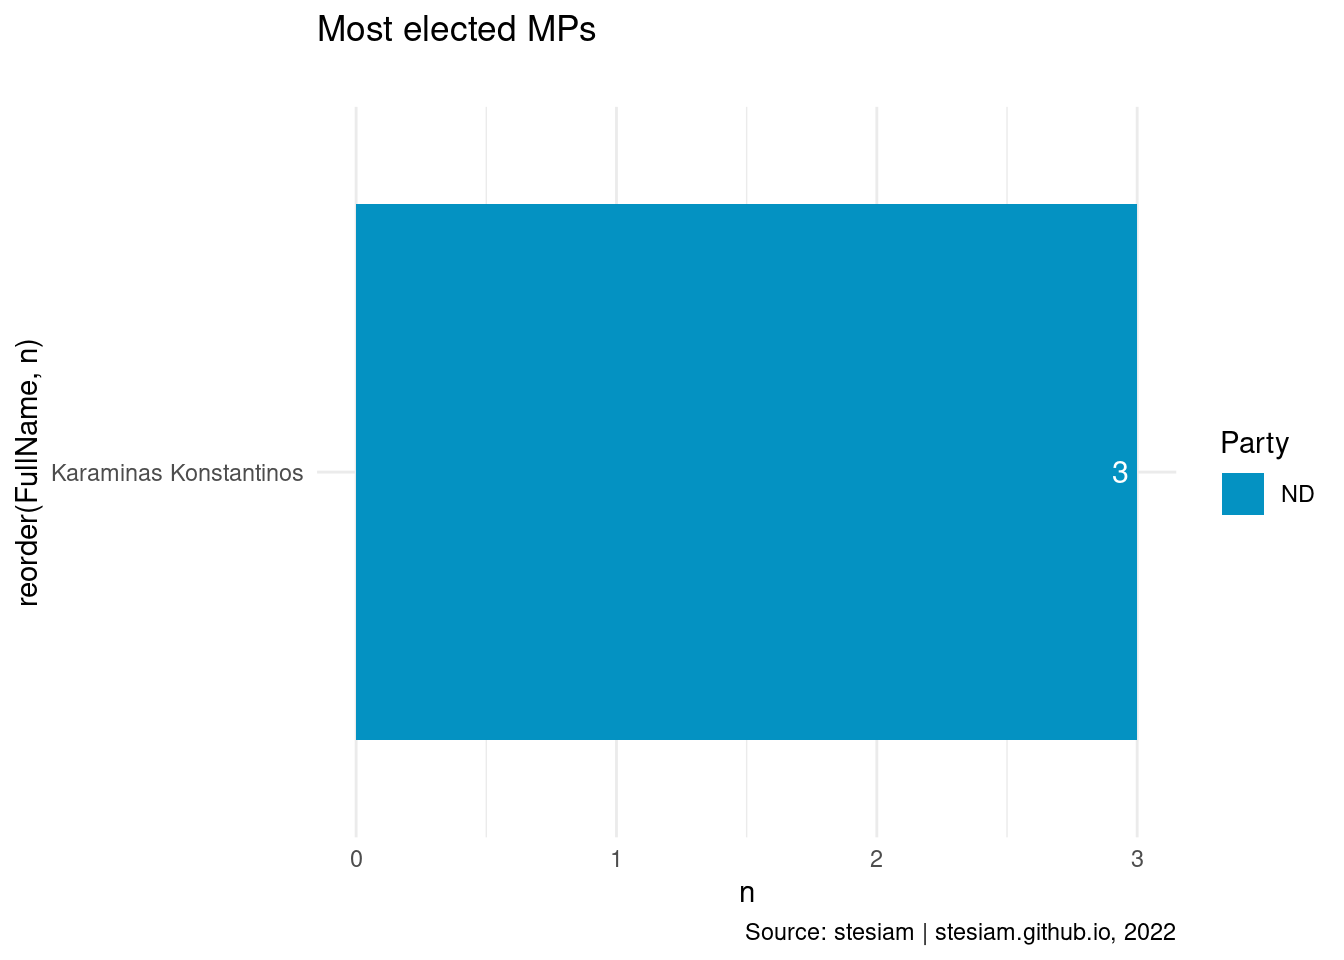 Most elected MPs
reorder(FullName, n)
Karaminas Konstantinos
3
Party
ND
0
1
2
3
n
Source: stesiam | stesiam.github.io, 2022